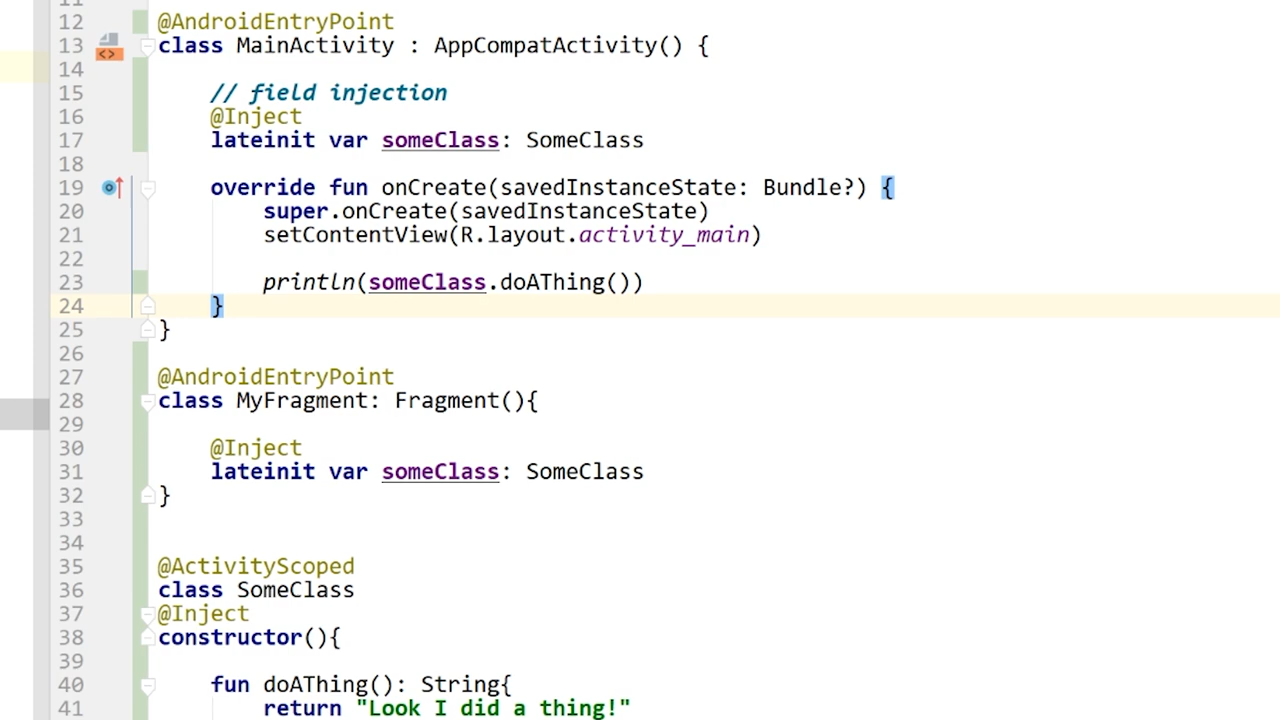 11
12 @AndroidEntryPoint
13 class MainActivity : AppCompatActivity() {
14
15 // field injection
16 @Inject
17 lateinit var someClass: SomeClass
18
19 override fun onCreate(savedInstanceState: Bundle?) {
20 super.onCreate(savedInstanceState)
21 setContentView(R.layout.activity_main)
22
23 println(someClass.doAThing())
24 }
25 }
26
27 @AndroidEntryPoint
28 class MyFragment: Fragment(){
29
30 @Inject
31 lateinit var someClass: SomeClass
32 }
33
34
35 @ActivityScoped
36 class SomeClass
37 @Inject
38 constructor(){
39
40 fun doAThing(): String{
41 return "Look I did a thing!"